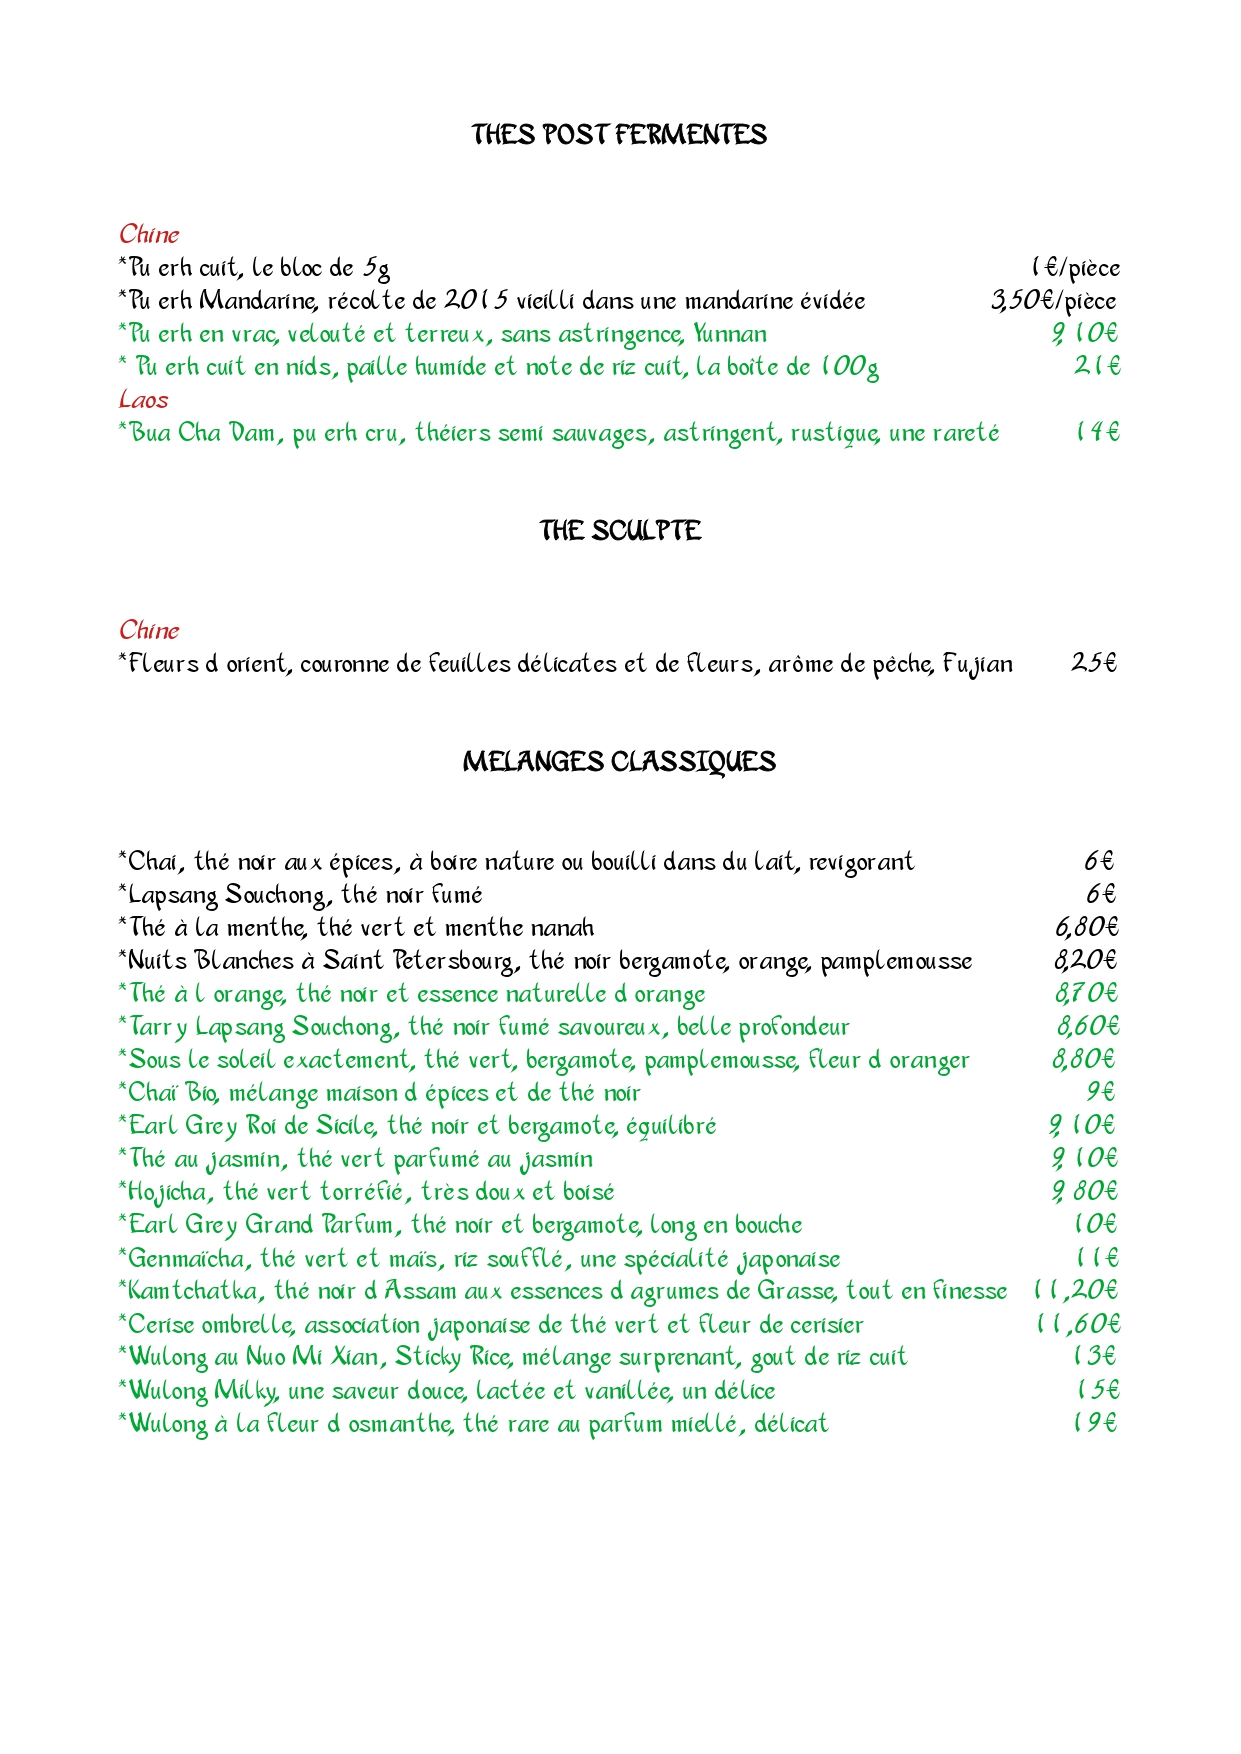 THES POST FERMENTES
Chine
*Pu erh cuit, le bloc de 5g 1€/pièce
*Pu erh Mandarine, récolte de 2015 vieilli dans une mandarine évidée 3,50€/pièce
*Pu erh en vrac, velouté et terreux, sans astringence, Yunnan 9,10€
* Pu erh cuit en nids, paille humide et note de riz cuit, la boîte de 100g 21€
Laos
*Bua Cha Dam, pu erh cru, théiers semi sauvages, astringent, rustique, une rareté 14€
THE SCULPTE
Chine
*Fleurs d orient, couronne de feuilles délicates et de fleurs, arôme de pêche, Fujian 25€
MELANGES CLASSIQUES
*Chai, thé noir aux épices, à boire nature ou bouilli dans du lait, revigorant 6€
*Lapsang Souchong, thé noir fumé 6€
*Thé à la menthe, thé vert et menthe nanah 6,80€
*Nuits Blanches à Saint Petersbourg, thé noir bergamote, orange, pamplemousse 8,20€
*Thé à l orange, thé noir et essence naturelle d orange 8,70€
*Tarry Lapsang Souchong, thé noir fumé savoureux, belle profondeur 8,60€
*Sous le soleil exactement, thé vert, bergamote, pamplemousse, fleur d oranger 8,80€
*Chaï Bio, mélange maison d épices et de thé noir 9€
*Earl Grey Roi de Sicile, thé noir et bergamote, équilibré 9,10€
*Thé au jasmin, thé vert parfumé au jasmin 9,10€
*Hojicha, thé vert torréfié, très doux et boisé 9,80€
*Earl Grey Grand Parfum, thé noir et bergamote, long en bouche 10€
*Genmaïcha, thé vert et maïs, riz soufflé, une spécialité japonaise 11€
*Kamtchatka, thé noir d Assam aux essences d agrumes de Grasse, tout en finesse 11,20€
*Cerise ombrelle, association japonaise de thé vert et fleur de cerisier 11,60€
*Wulong au Nuo Mi Xian, Sticky Rice, mélange surprenant, gout de riz cuit 13€
*Wulong Milky, une saveur douce, lactée et vanillée, un délice 15€
*Wulong à la fleur d osmanthe, thé rare au parfum miellé, délicat 19€